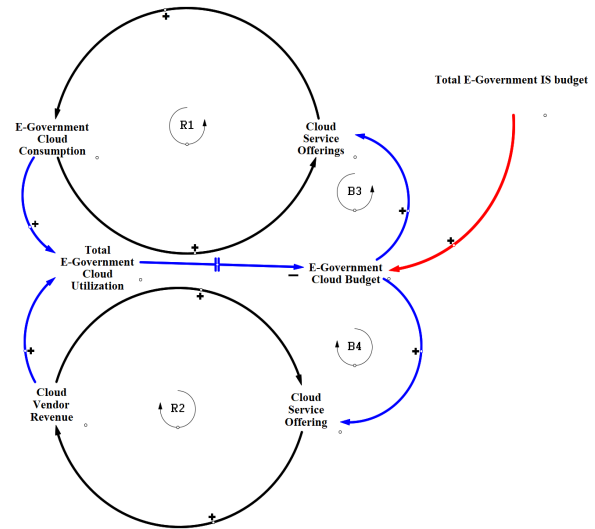 Total E-Government IS budget
E-Government
Cloud
Consumption
R1
Cloud
Service
Offerings
B3
Total
E-Government
Cloud
Utilization
E-Government
Cloud Budget
B4
Cloud
Vendor
Revenue
R2
Cloud
Service
Offering